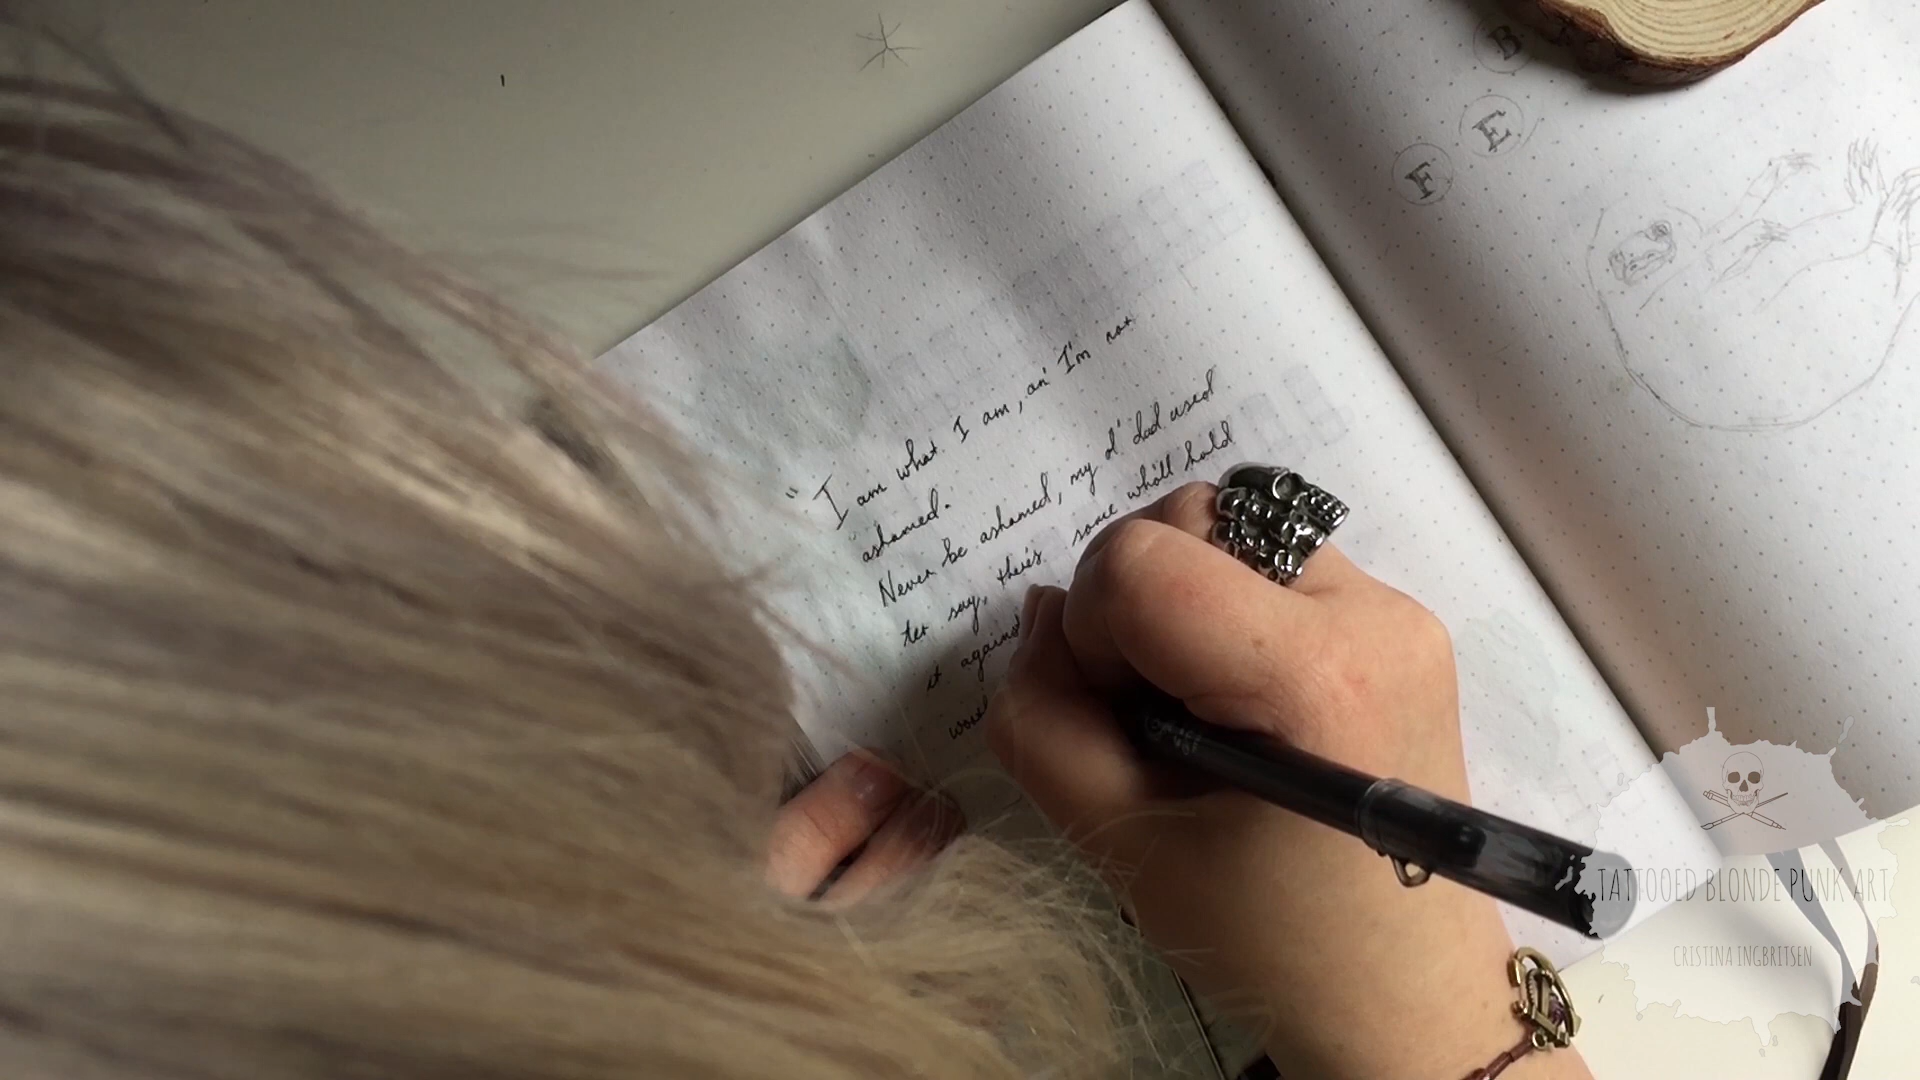 "I am what I am, an' I'm not
ashamed.
Never be ashamed, my ol' dad used
ter say, there's some who'll hold
it against
F
E
B
TATTOOED BLONDE PUNK ART
CRISTINA INGBRITSEN